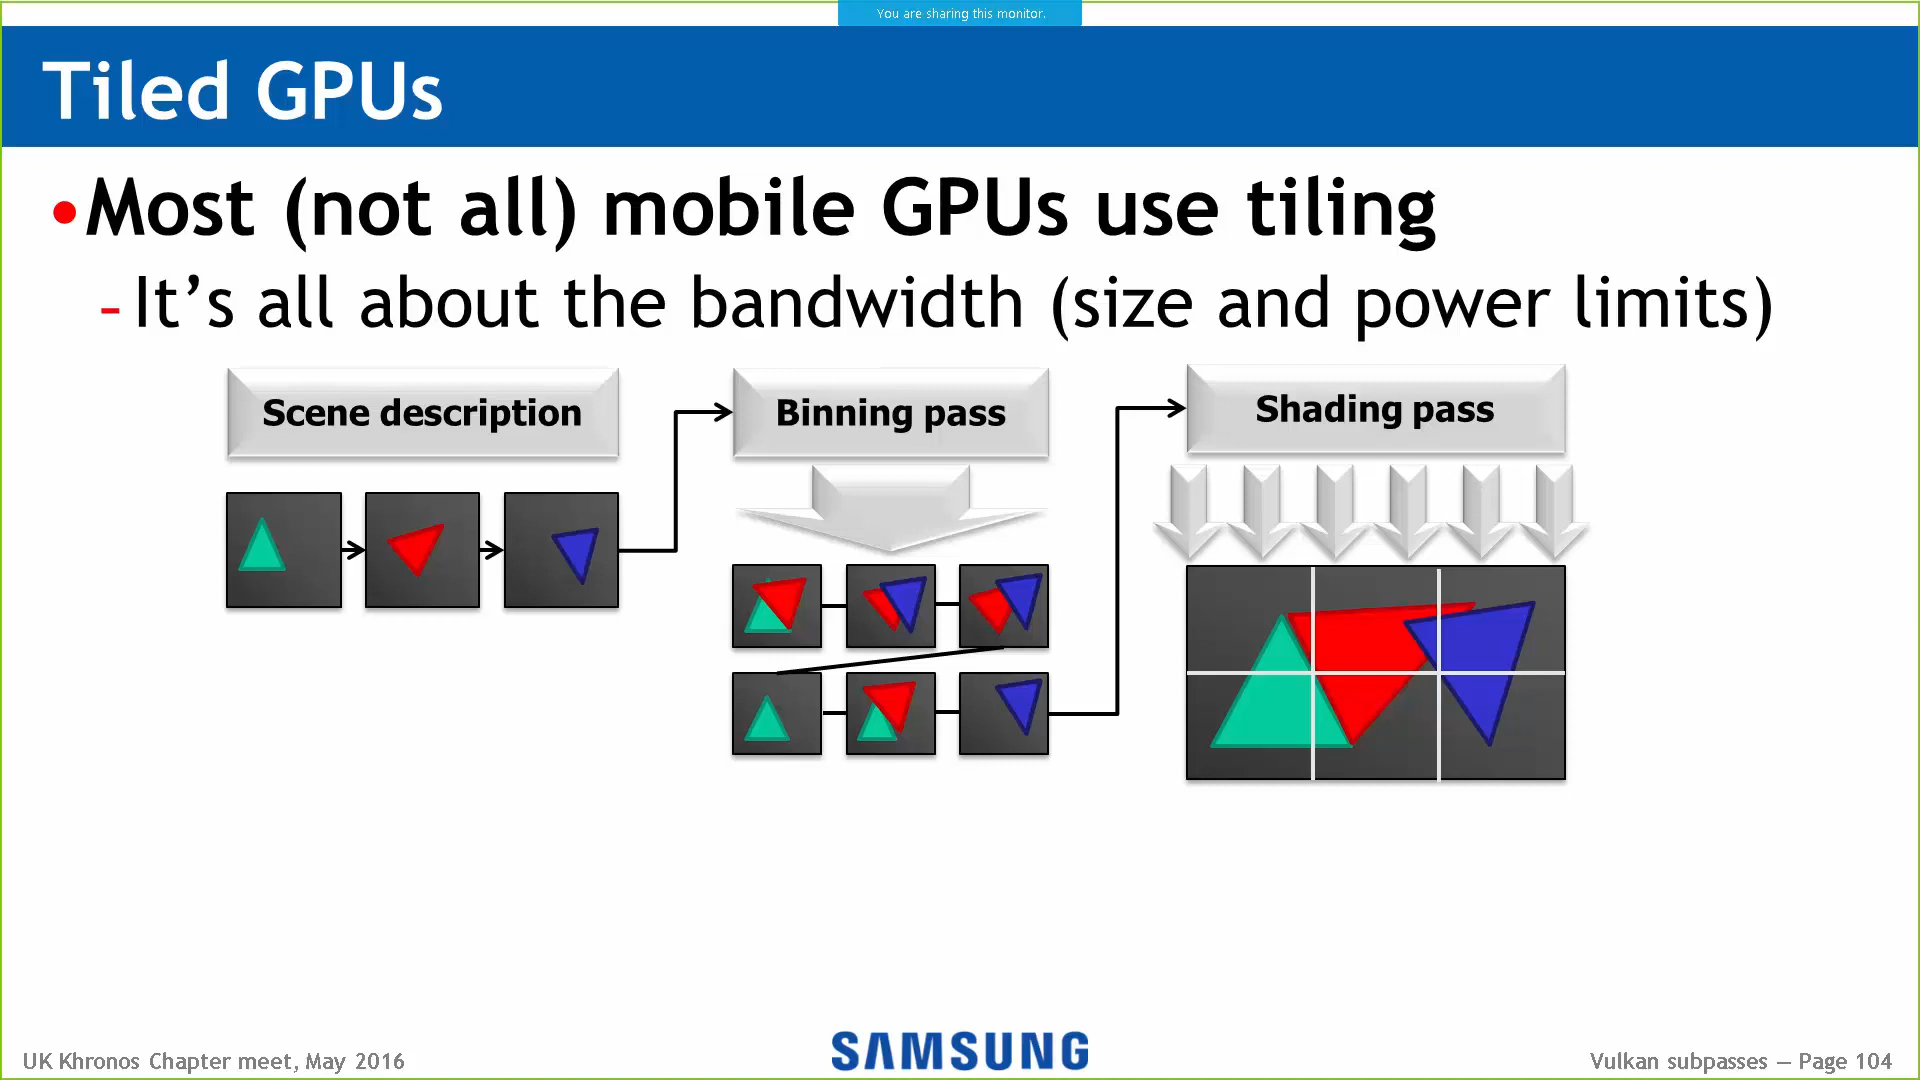 You are sharing this monitor.
Tiled GPUs
•Most (not all) mobile GPUs use tiling
-It’s all about the bandwidth (size and power limits)
Scene description
Binning pass
Shading pass
UK Khronos Chapter meet, May 2016
SAMSUNG
Vulkan subpasses — Page 104